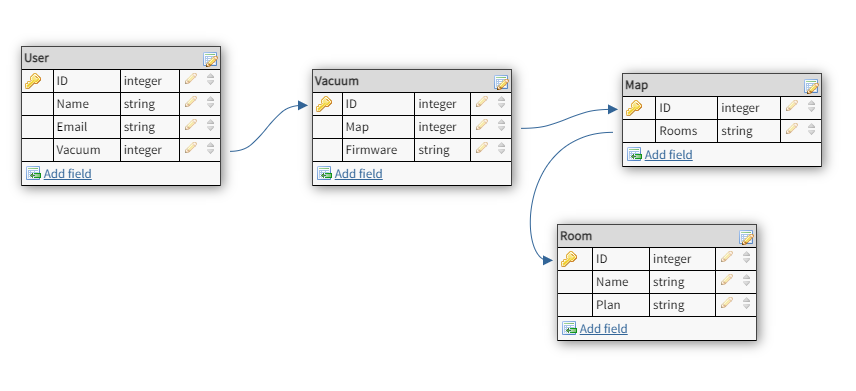 User
ID integer
Name string
Email string
Vacuum integer
Add field
Vacuum
ID integer
Map integer
Firmware string
Add field
Map
ID integer
Rooms string
Add field
Room
ID integer
Name string
Plan string
Add field